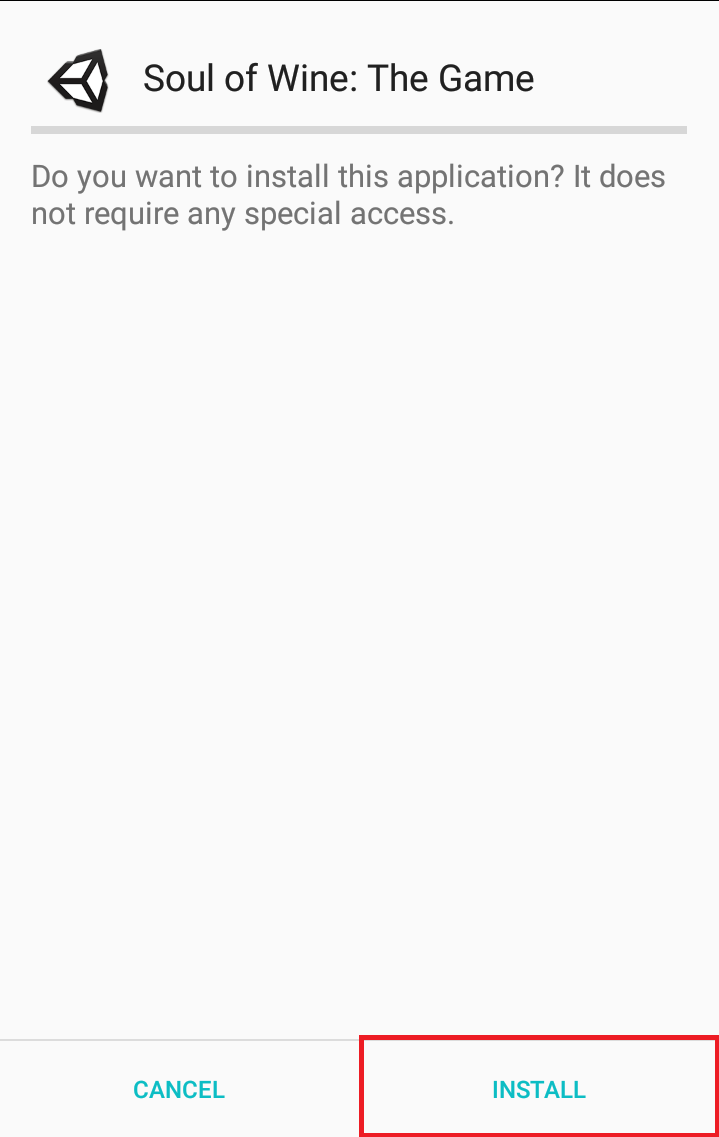 Soul of Wine: The Game
Do you want to install this application? It does
not require any special access.
CANCEL
INSTALL